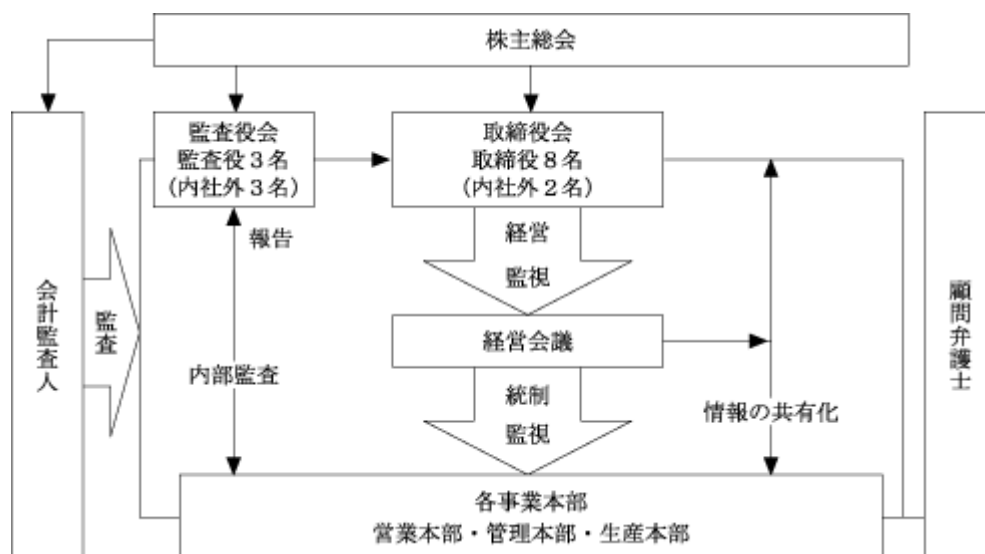 株主総会
監査役会
監査役3名
(内社外3名)
取締役会
取締役8名
(内社外2名)
報告
経営
監視
会計監査人
監査
顧問弁護士
経営会議
内部監査
統制
監視
情報の共有化
各事業本部
営業本部・管理本部・生産本部